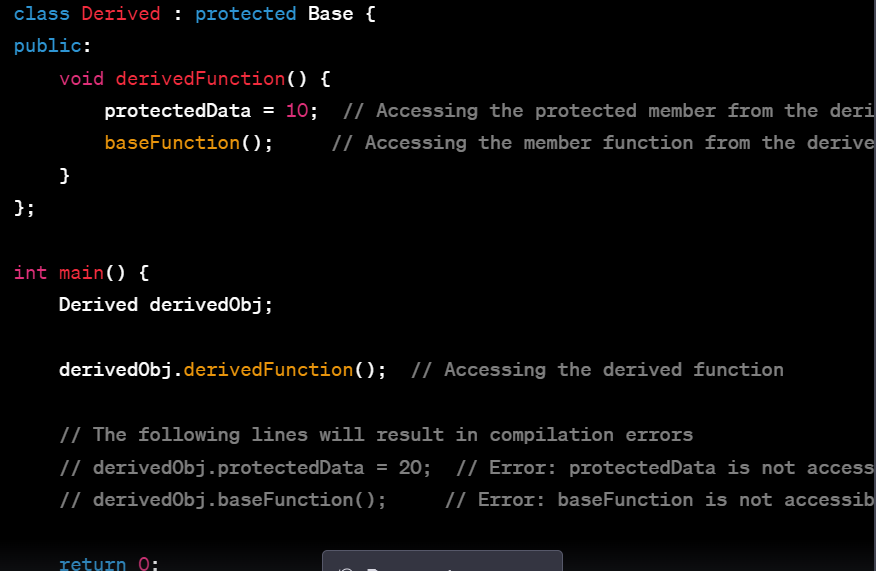 class Derived : protected Base {
public:
    void derivedFunction() {
        protectedData = 10;  // Accessing the protected member from the deri
        baseFunction();     // Accessing the member function from the derive
    }
};

int main() {
    Derived derivedObj;

    derivedObj.derivedFunction();  // Accessing the derived function

    // The following lines will result in compilation errors
    // derivedObj.protectedData = 20;  // Error: protectedData is not access
    // derivedObj.baseFunction();     // Error: baseFunction is not accessib

    return 0;